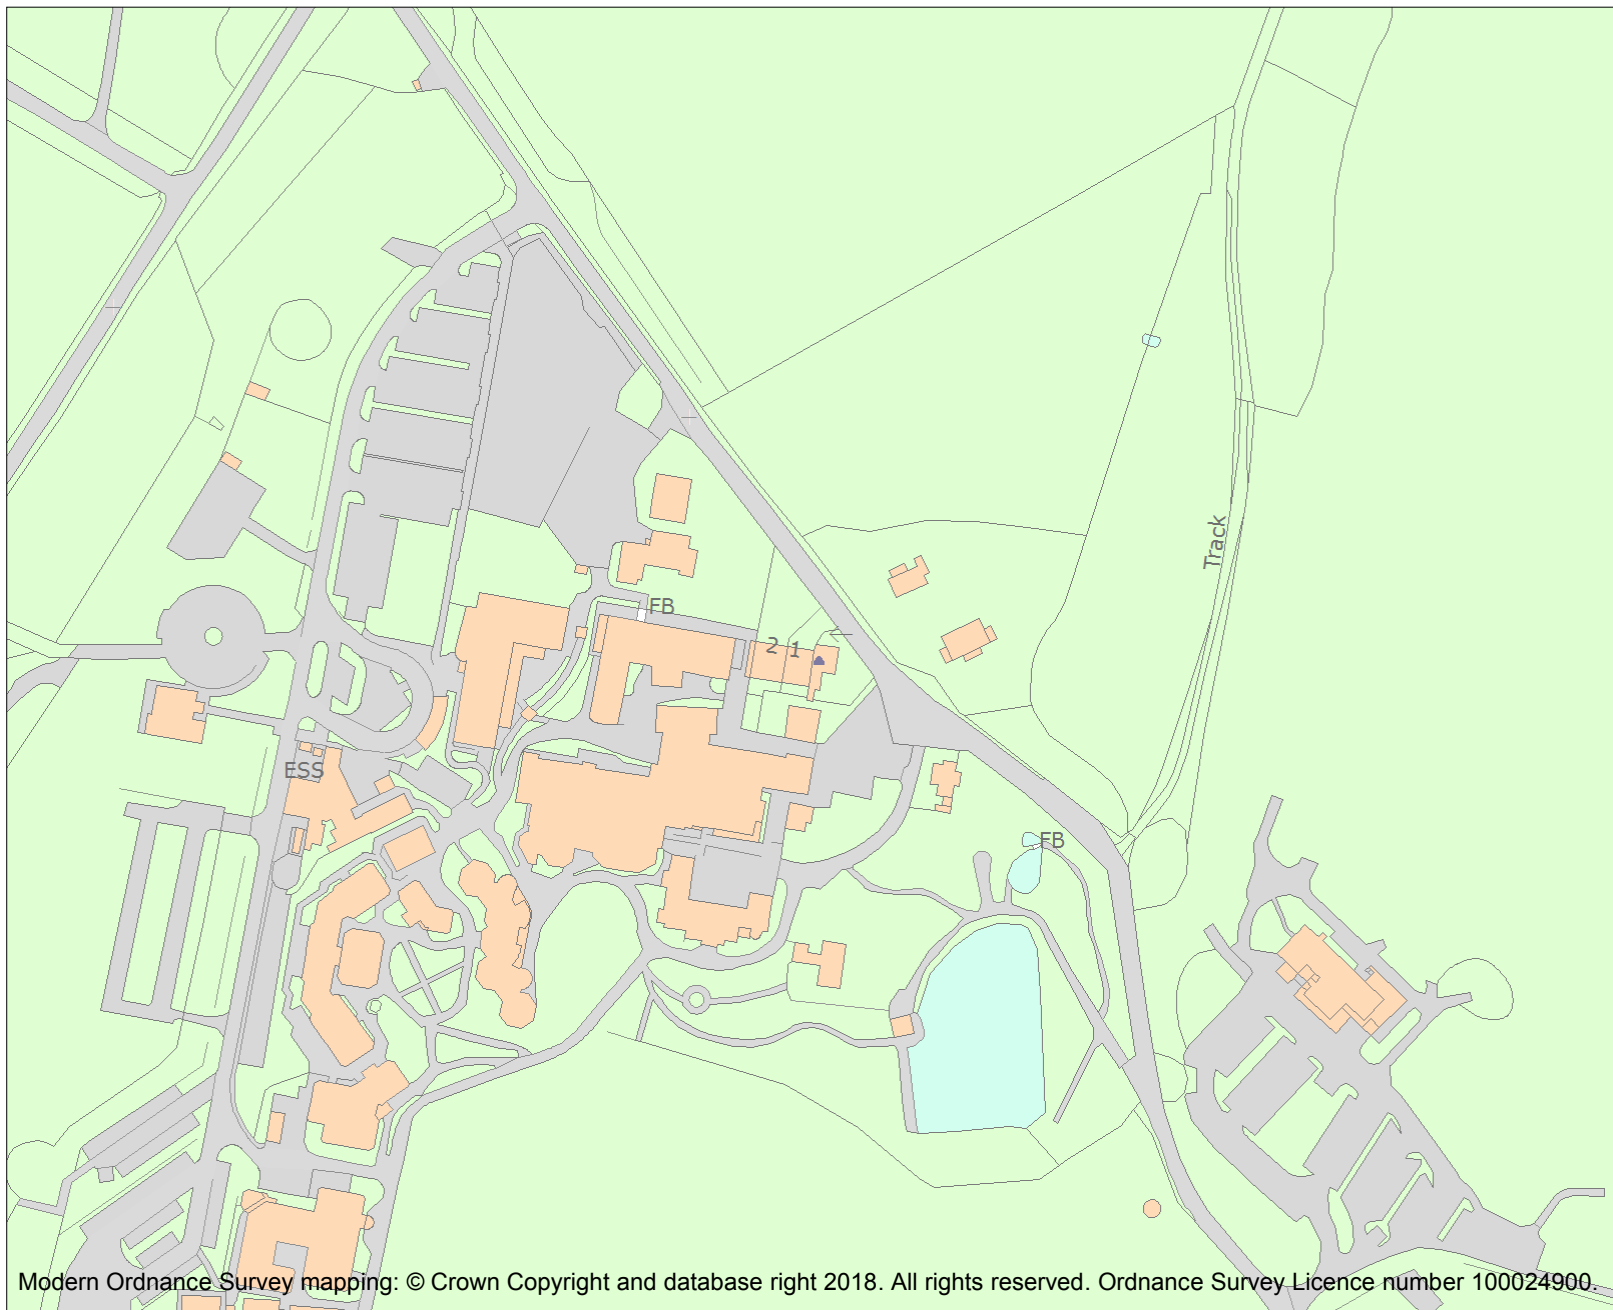 Track
FB
2 1
ESS
FB
Modern Ordnance Survey mapping: © Crown Copyright and database right 2018. All rights reserved. Ordnance Survey Licence number 100024900.